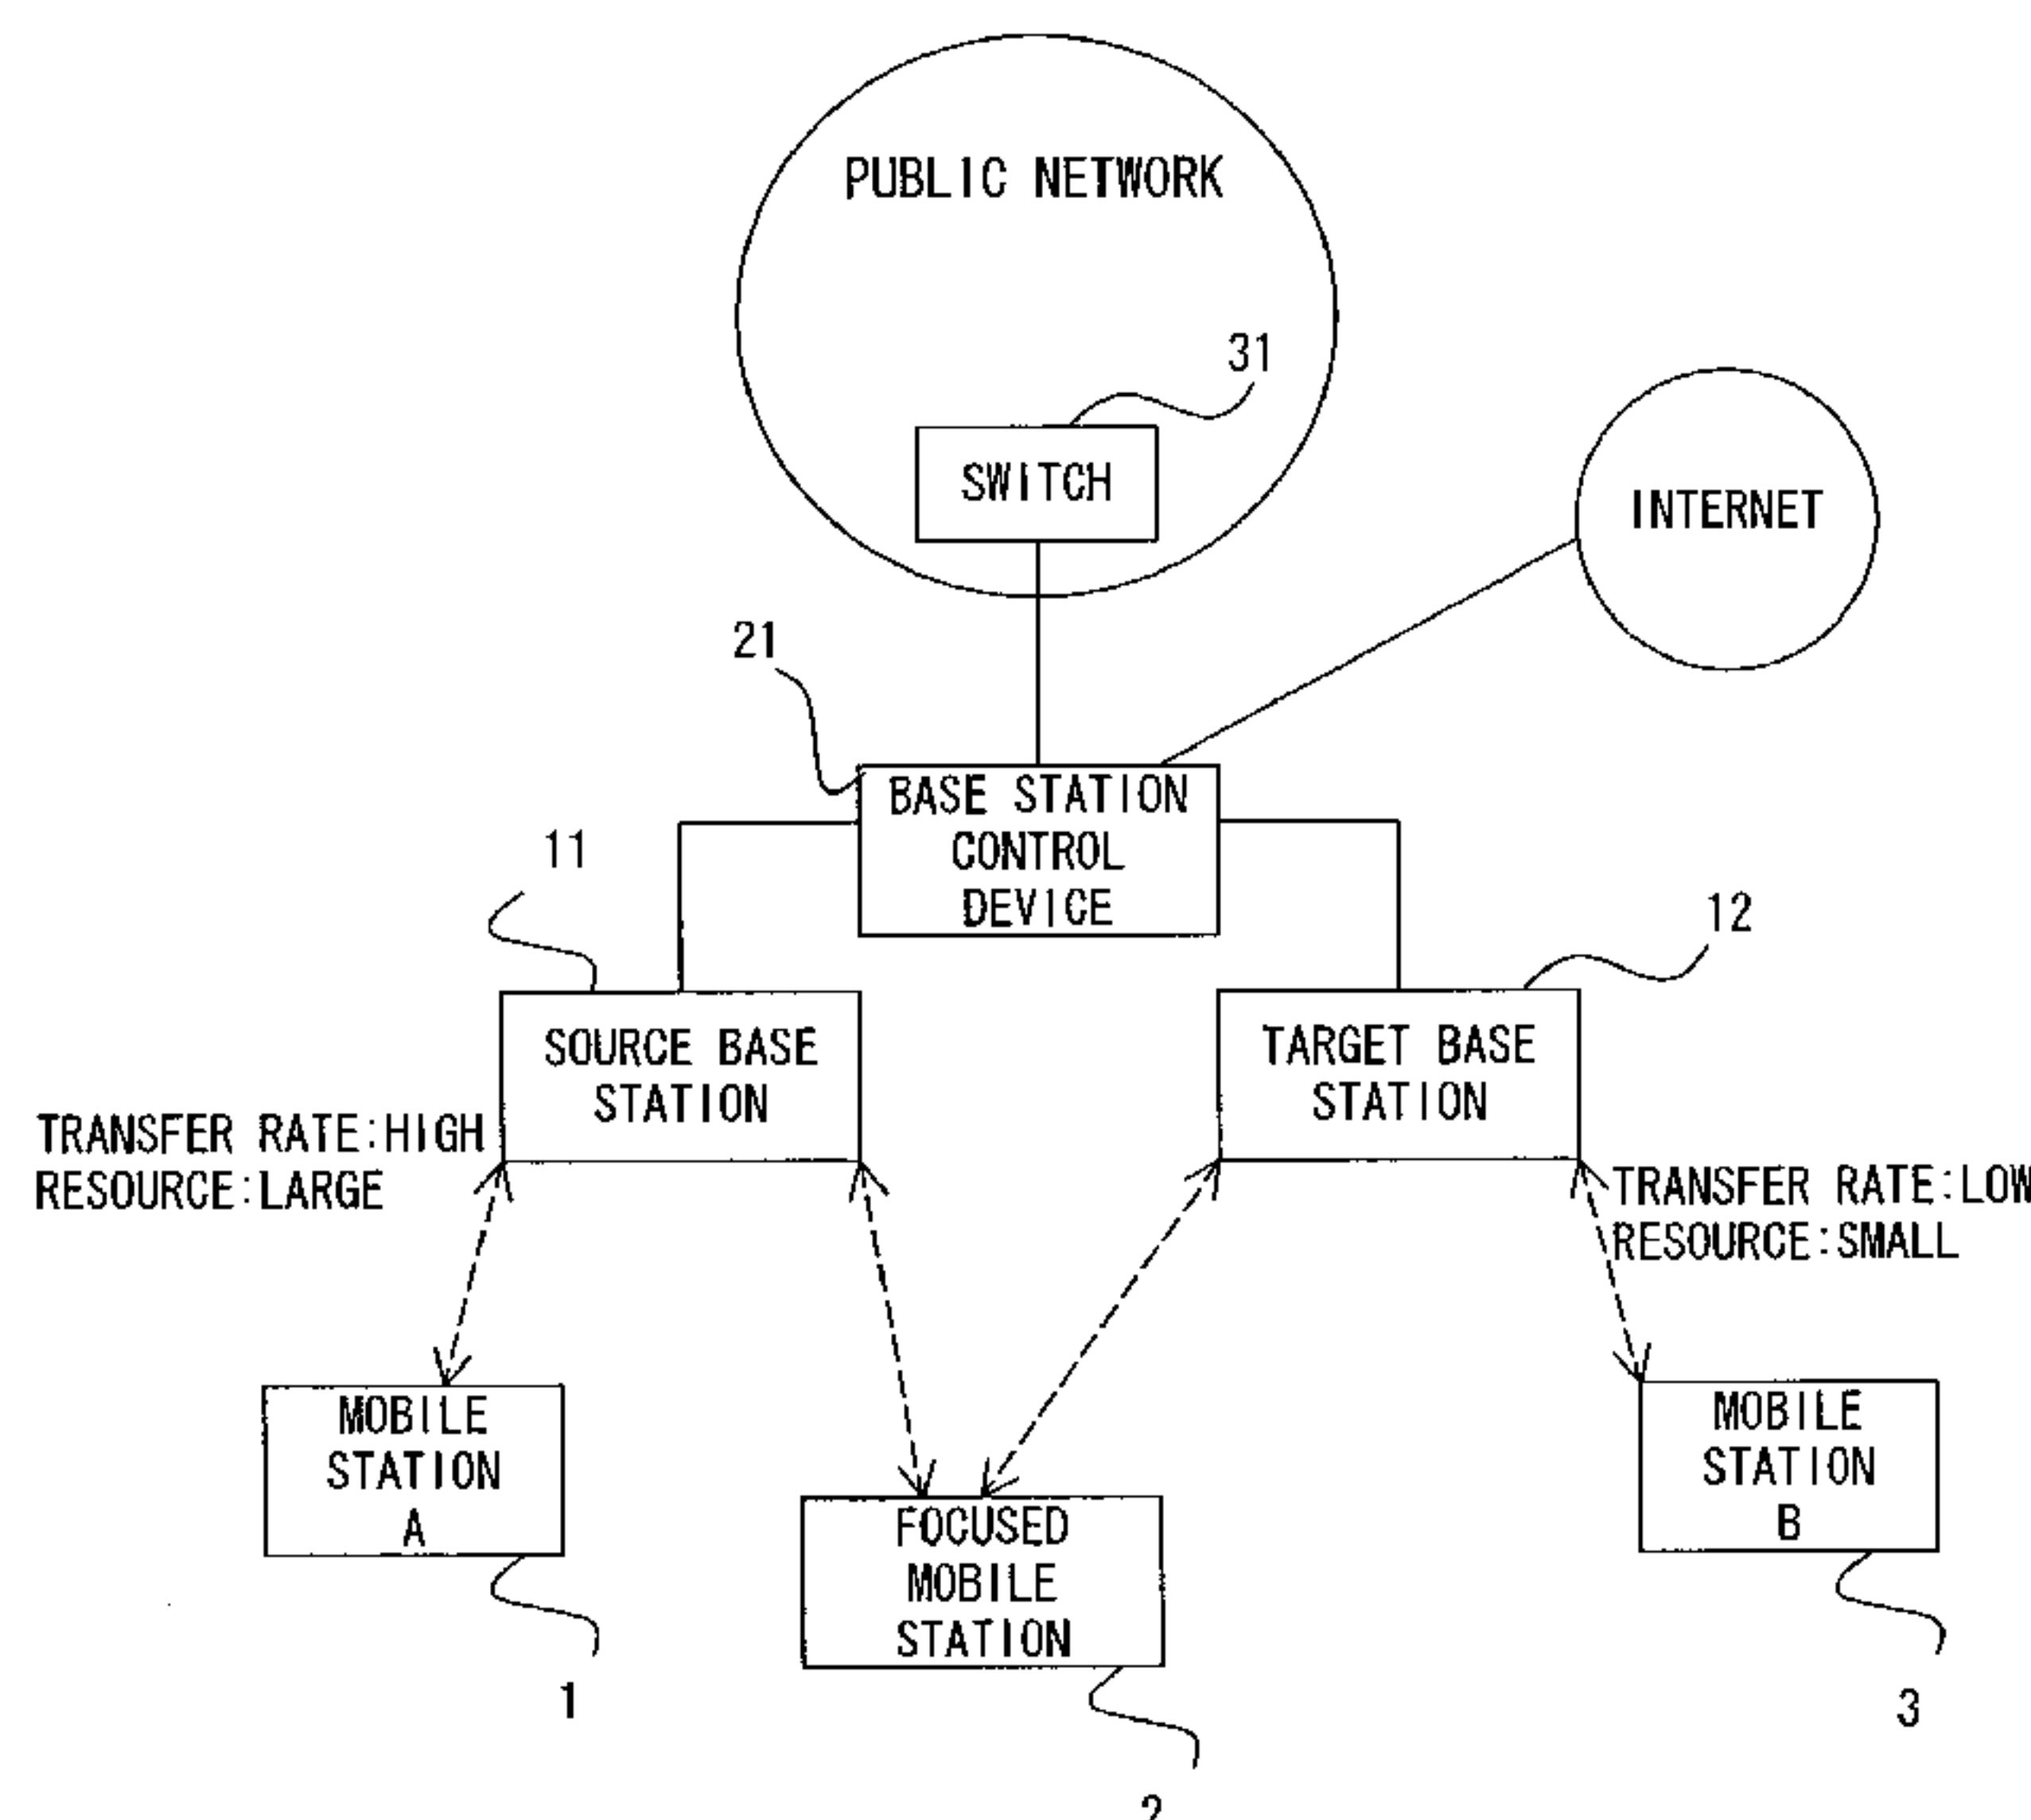 PUBLIC NETWORK
31
SWITCH
INTERNET
21
BASE STATION
CONTROL
DEVICE
11
12
SOURCE BASE
STATION
TARGET BASE
STATION
TRANSFER RATE:HIGH
RESOURCE:LARGE
TRANSFER RATE:LOW
RESOURCE:SMALL
MOBILE
STATION
A
FOCUSED
MOBILE
STATION
MOBILE
STATION
B
1
2
3